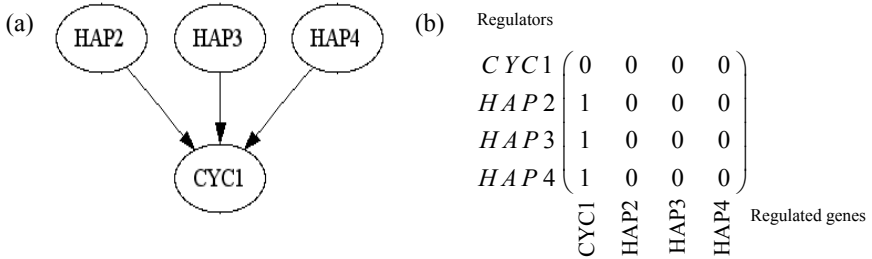 (a)
HAP2 HAP3 HAP4
CYC1
(b)
Regulators
CYC1 0 0 0 0
HAP2 1 0 0 0
HAP3 1 0 0 0
HAP4 1 0 0 0
CYC1 HAP2 HAP3 HAP4
Regulated genes